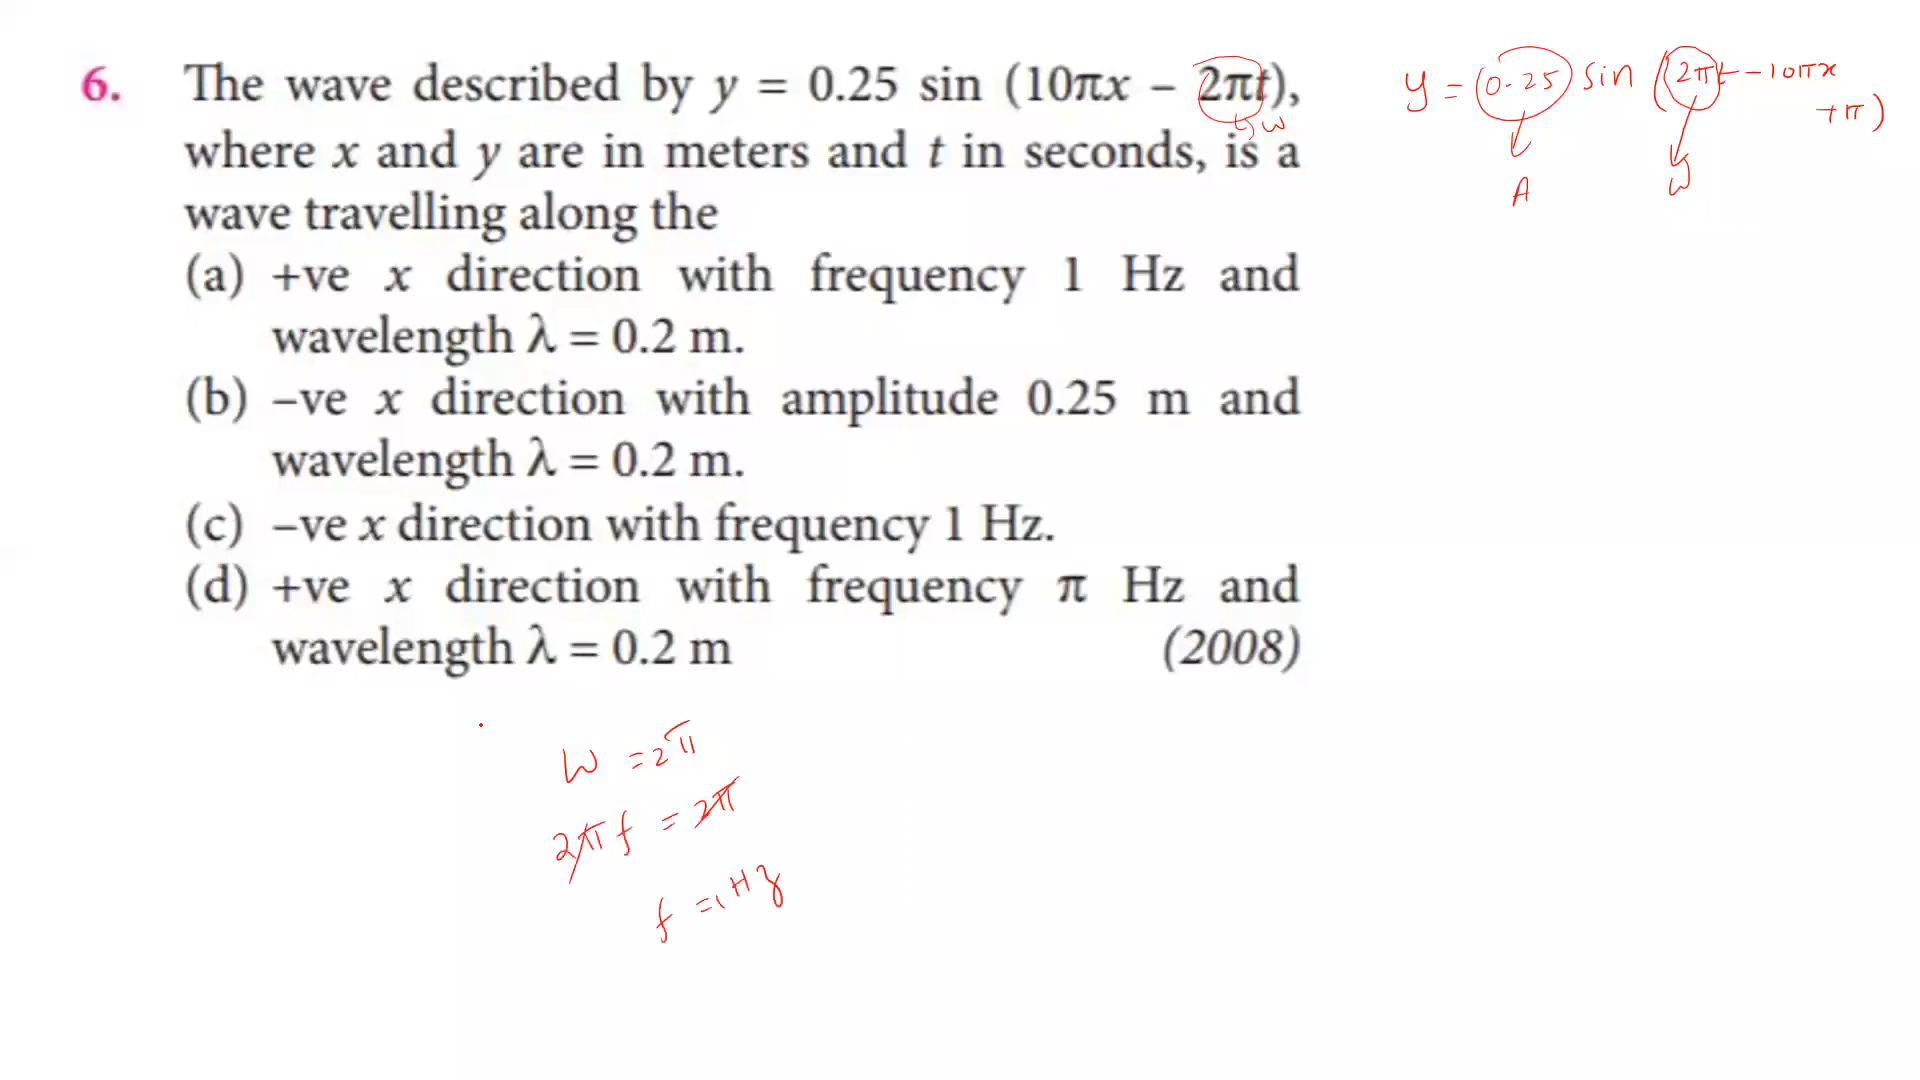 6. The wave described by y = 0.25 sin (10πx – 2πt),
where x and y are in meters and t in seconds, is a
wave travelling along the
(a) +ve x direction with frequency 1 Hz and
wavelength λ = 0.2 m.
(b) –ve x direction with amplitude 0.25 m and
wavelength λ = 0.2 m.
(c) –ve x direction with frequency 1 Hz.
(d) +ve x direction with frequency π Hz and
wavelength λ = 0.2 m (2008)
ω
y = (0.25) sin (2πt – 10πx
+π)
A
ω
ω = 2π
2πf = 2π
f = 1 Hz